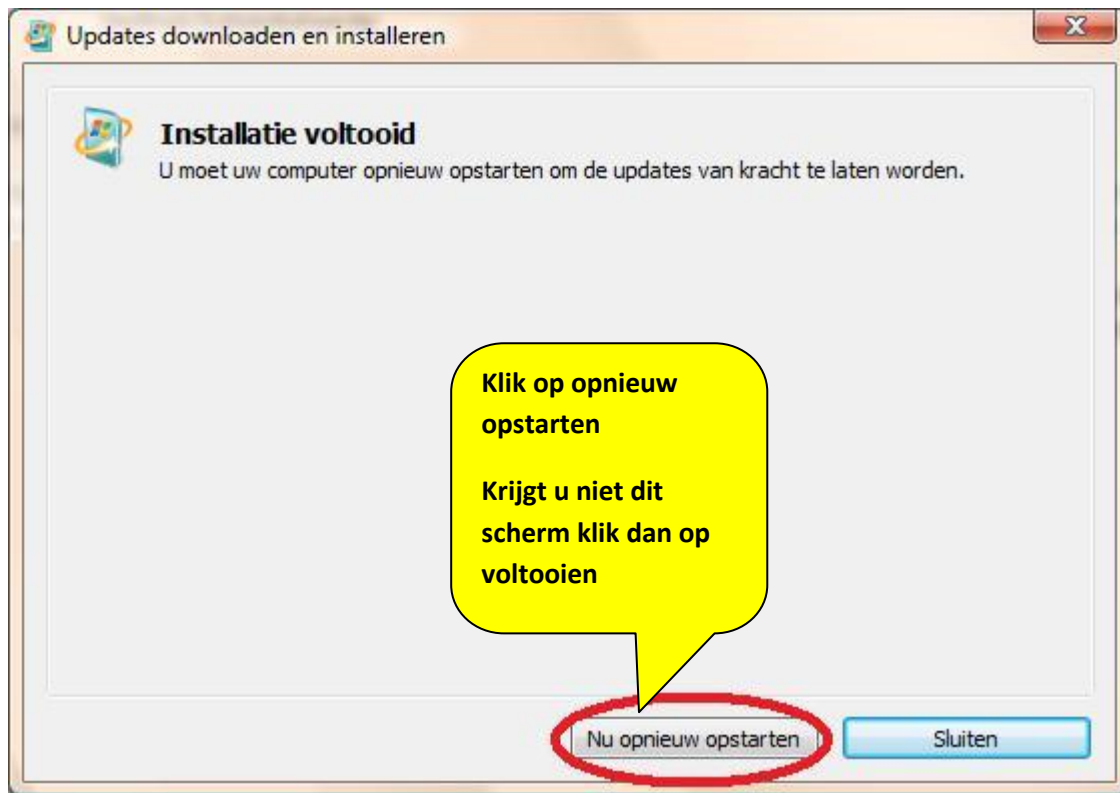 Updates downloaden en installeren
Installatie voltooid
U moet uw computer opnieuw opstarten om de updates van kracht te laten worden.
Klik op opnieuw
opstarten
Krijgt u niet dit
scherm klik dan op
voltooien
Nu opnieuw opstarten
Sluiten